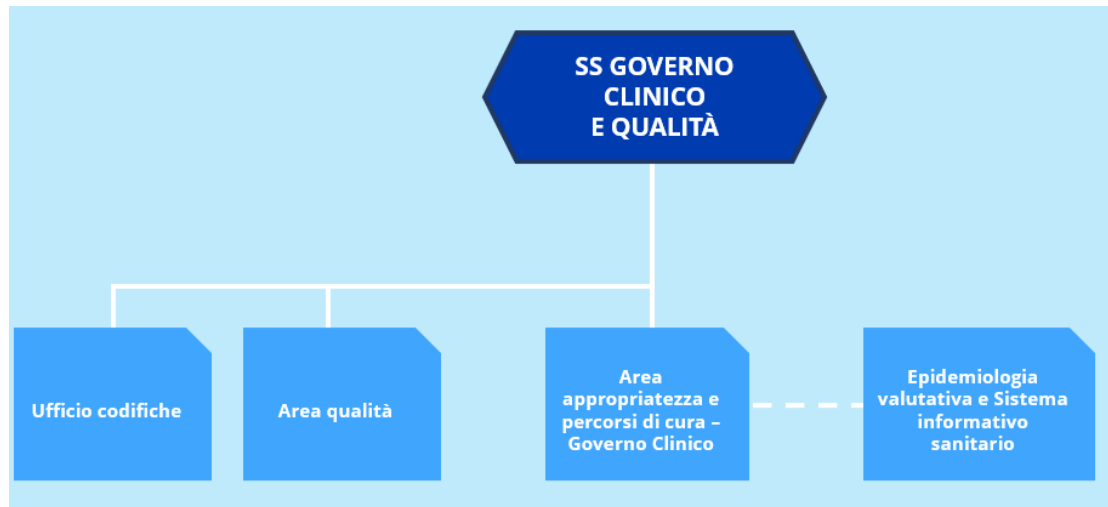 SS GOVERNO
CLINICO
E QUALITÀ
Ufficio codifiche
Area qualità
Area
appropriatezza e
percorsi di cura –
Governo Clinico
Epidemiologia
valutativa e Sistema
informativo
sanitario